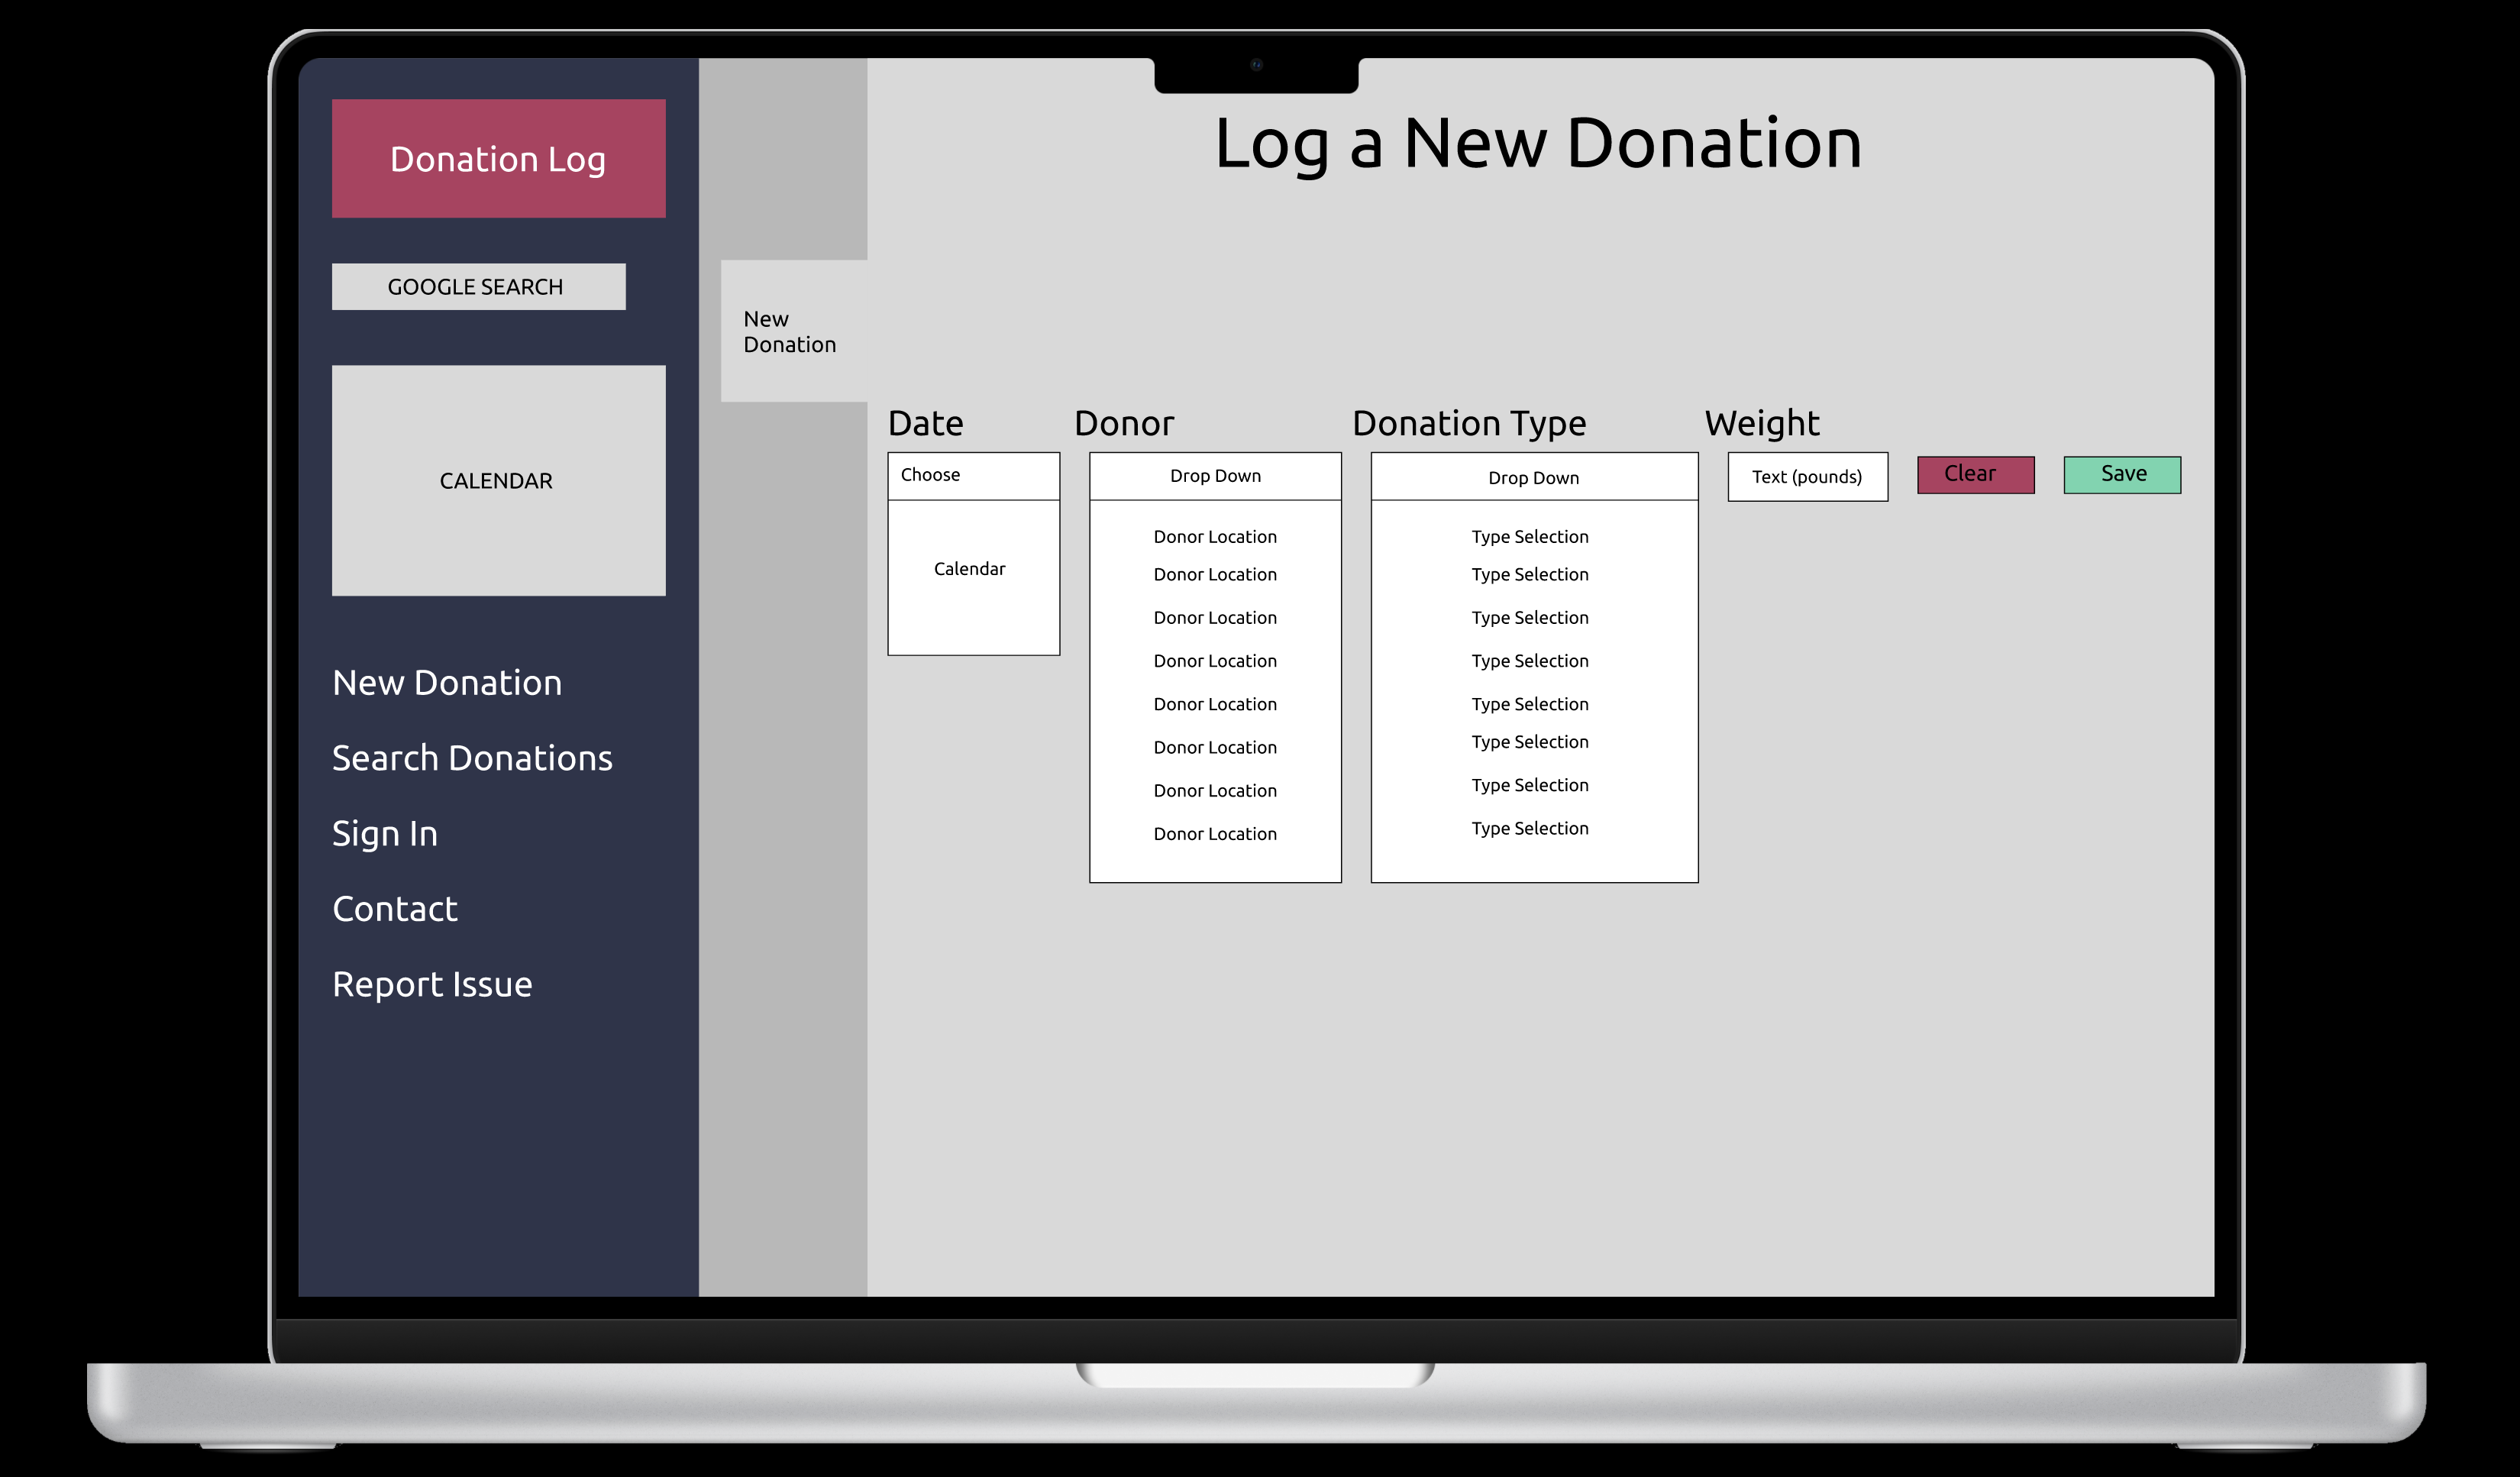 Donation Log
GOOGLE SEARCH
CALENDAR
New Donation
Search Donations
Sign In
Contact
Report Issue
New
Donation
Log a New Donation
Date
Choose
Calendar
Donor
Drop Down
Donor Location
Donor Location
Donor Location
Donor Location
Donor Location
Donor Location
Donor Location
Donor Location
Donation Type
Drop Down
Type Selection
Type Selection
Type Selection
Type Selection
Type Selection
Type Selection
Type Selection
Type Selection
Weight
Text (pounds)
Clear
Save